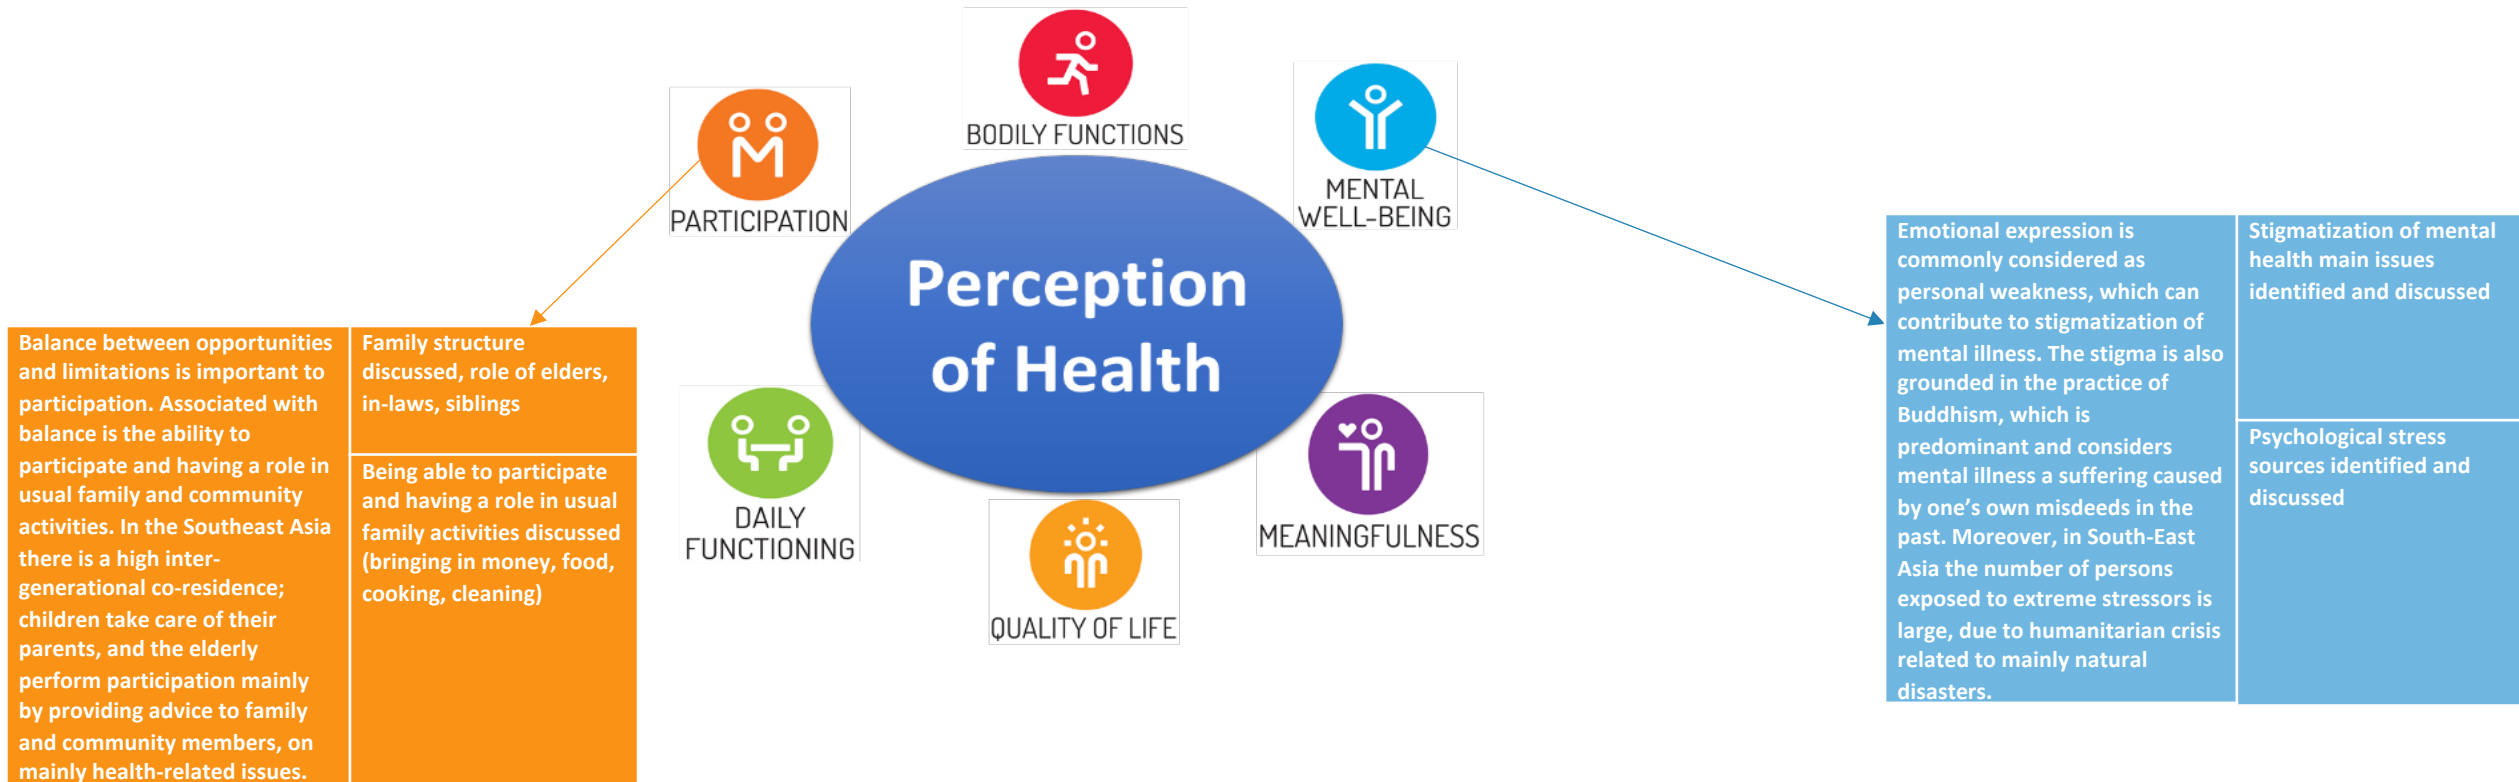 BODILY FUNCTIONS
MENTAL
WELL-BEING
PARTICIPATION
Perception
of Health
DAILY
FUNCTIONING
MEANINGFULNESS
QUALITY OF LIFE
Balance between opportunities
and limitations is important to
participation. Associated with
balance is the ability to
participate and having a role in
usual family and community
activities. In the Southeast Asia
there is a high inter-
generational co-residence;
children take care of their
parents, and the elderly
perform participation mainly
by providing advice to family
and community members, on
mainly health-related issues.
Family structure
discussed, role of elders,
in-laws, siblings
Being able to participate
and having a role in usual
family activities discussed
(bringing in money, food,
cooking, cleaning)
Emotional expression is
commonly considered as
personal weakness, which can
contribute to stigmatization of
mental illness. The stigma is also
grounded in the practice of
Buddhism, which is
predominant and considers
mental illness a suffering caused
by one’s own misdeeds in the
past. Moreover, in South-East
Asia the number of persons
exposed to extreme stressors is
large, due to humanitarian crisis
related to mainly natural
disasters.
Stigmatization of mental
health main issues
identified and discussed
Psychological stress
sources identified and
discussed